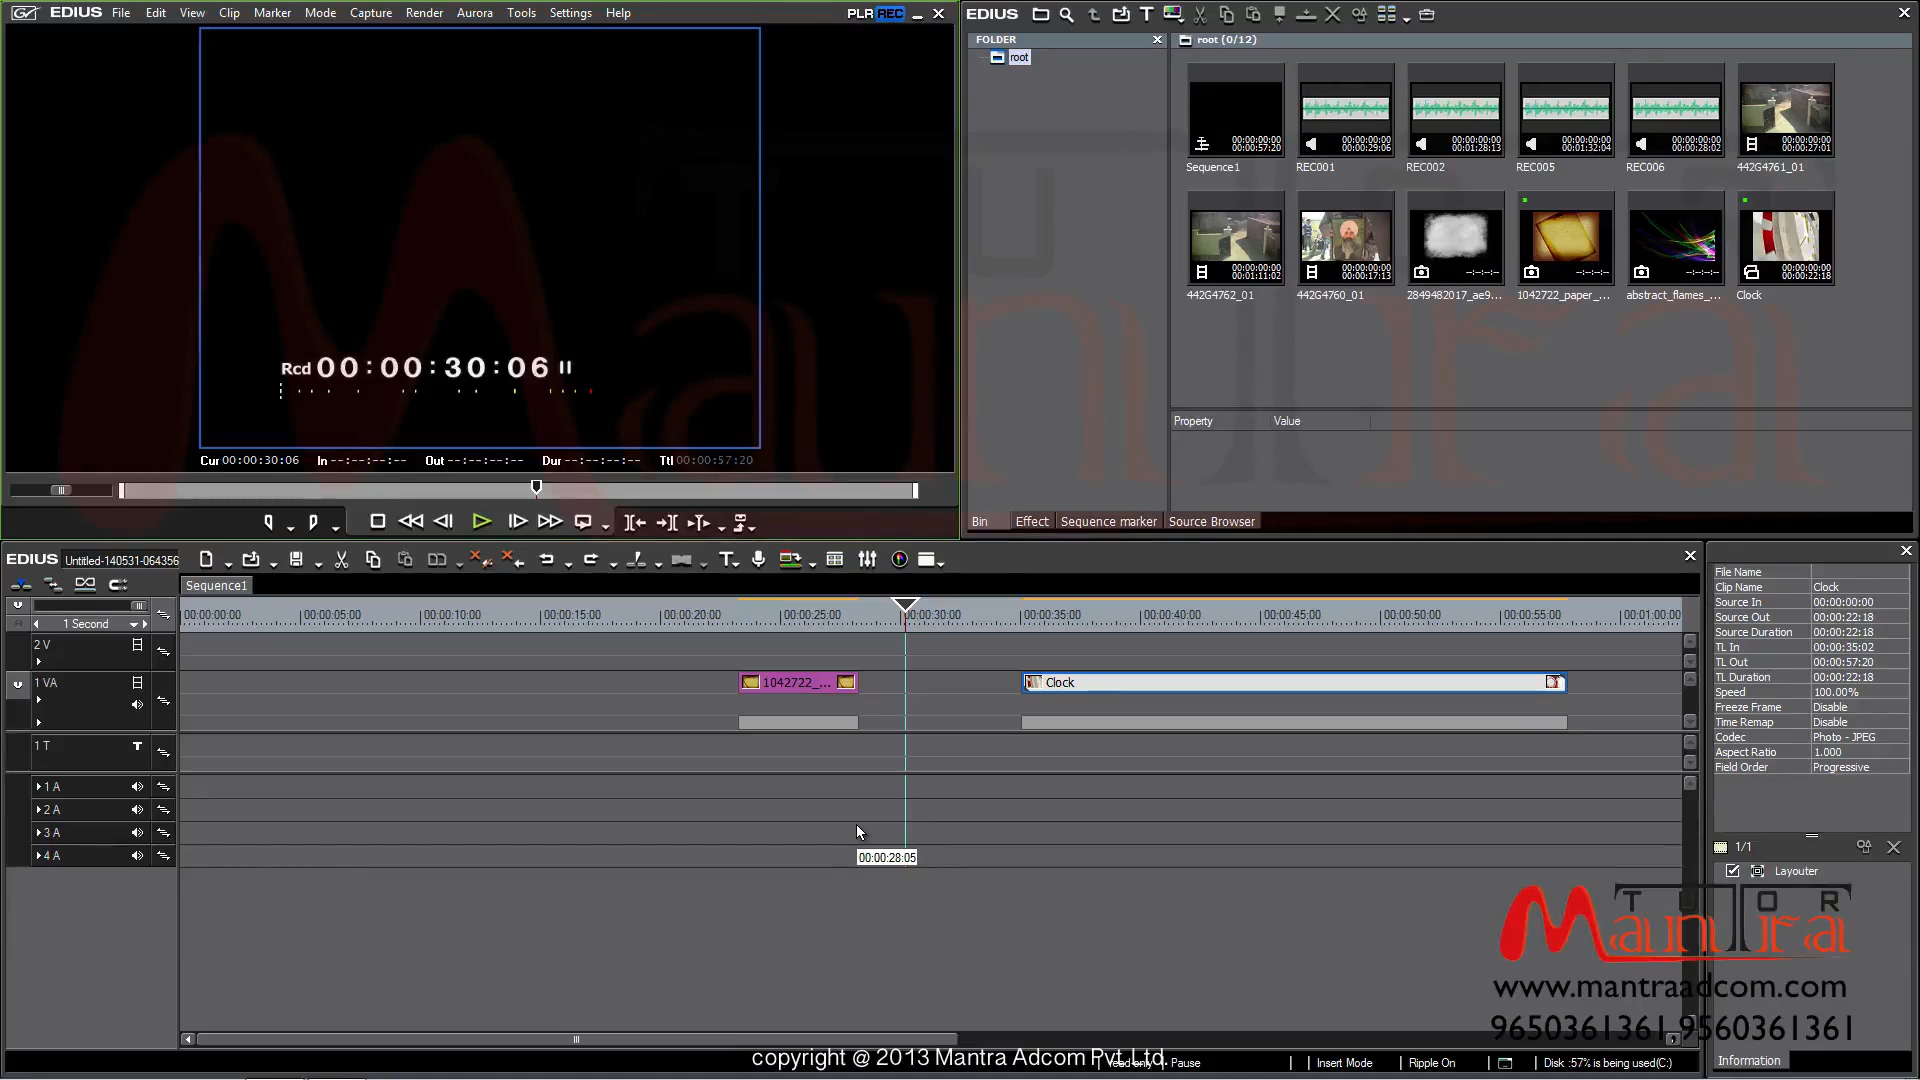 EDIUS File Edit View Clip Marker Mode Capture Render Aurora Tools Settings Help PLR REC
Rcd 00:00:30:06
Cur 00:00:30:06 In --:--:--:-- Out --:--:--:-- Dur --:--:--:-- Ttl 00:00:57:20
EDIUS
FOLDER
root
root (0/12)
00:00:00:00 00:00:00:00 00:00:00:00 00:00:00:00 00:00:00:00 00:00:00:00
00:00:57:20 00:00:29:06 00:01:28:13 00:01:32:04 00:00:28:02 00:00:27:01
Sequence1 REC001 REC002 REC005 REC006 442G4761_01
00:00:00:00 00:00:00:00 00:00:00:00
00:01:11:02 00:00:17:13 --:--:--:-- --:--:--:-- --:--:--:-- 00:00:22:18
442G4762_01 442G4760_01 2849482017_ae9... 1042722_paper_... abstract_flames_... Clock
Property Value
Bin Effect Sequence marker Source Browser
EDIUS Untitled-140531-064356
Sequence1
00:00:00:00 00:00:05:00 00:00:10:00 00:00:15:00 00:00:20:00 00:00:25:00 00:00:30:00 00:00:35:00 00:00:40:00 00:00:45:00 00:00:50:00 00:00:55:00 00:01:00:00
1 Second
2 V
1 VA
1042722_... Clock
1 T T
1 A
2 A
3 A
4 A
00:00:28:05
File Name
Clip Name Clock
Source In 00:00:00:00
Source Out 00:00:22:18
Source Duration 00:00:22:18
TL In 00:00:35:02
TL Out 00:00:57:20
TL Duration 00:00:22:18
Speed 100.00%
Freeze Frame Disable
Time Remap Disable
Codec Photo - JPEG
Aspect Ratio 1.000
Field Order Progressive
1/1
Layouter
TUTOR
Mantra
www.mantraadcom.com
9650361361 9560361361
copyright @ 2013 Mantra Adcom Pvt. Ltd.
Pause Insert Mode Ripple On Disk :57% is being used(C:)
Information